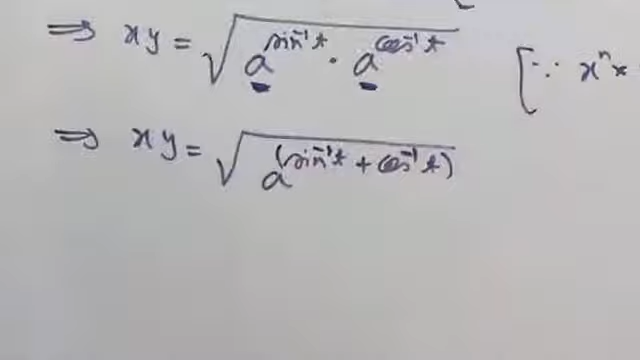 ⇒ xy = √(a^(sin⁻¹t) · a^(cos⁻¹t)) [∵ xⁿ×
⇒ xy = √(a^(sin⁻¹t + cos⁻¹t))